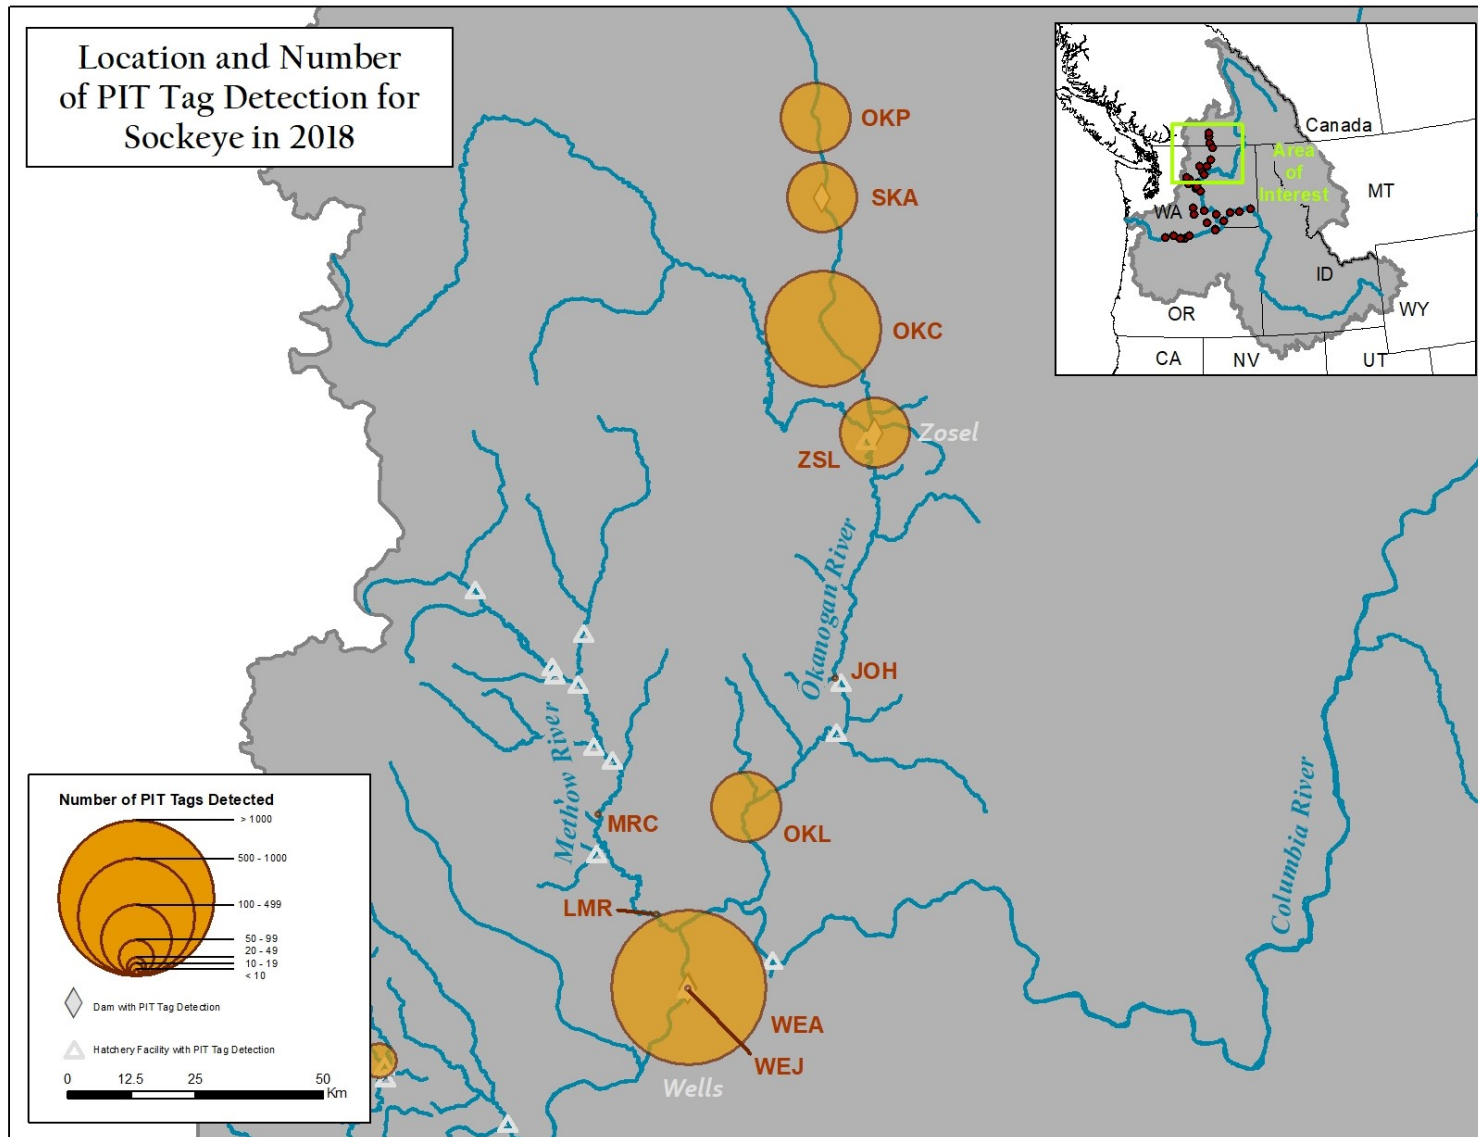 Location and Number
of PIT Tag Detection for
Sockeye in 2018
Canada
Area
of
Interest
MT
WA
ID
OR
WY
CA
NV
UT
OKP
SKA
OKC
Zosel
ZSL
Okanogan River
JOH
Methow River
MRC
OKL
LMR
Columbia River
WEA
WEJ
Wells
Number of PIT Tags Detected
> 1000
500 - 1000
100 - 499
50 - 99
20 - 49
10 - 19
< 10
Dam with PIT Tag Detection
Hatchery Facility with PIT Tag Detection
0 12.5 25 50
Km